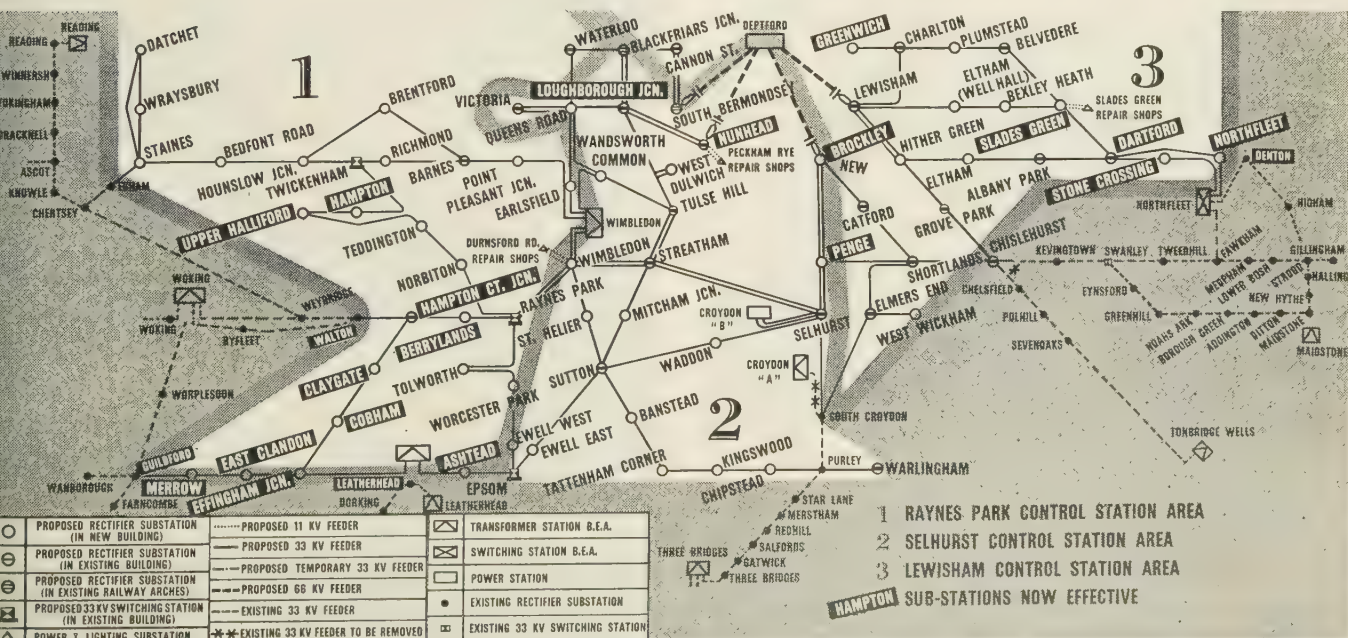 READING
READING
WINNERSH
WOKINGHAM
BRACKNELL
ASCOT
KNOWLE
CHERTSEY
EGHAM
DATCHET
WRAYSBURY
STAINES
1
BEDFONT ROAD
HOUNSLOW JCN.
TWICKENHAM
BRENTFORD
RICHMOND
BARNES
POINT
PLEASANT JCN.
EARLSFIELD
HAMPTON
UPPER HALLIFORD
TEDDINGTON
NORBITON
HAMPTON CT. JCN.
DURNSFORD RD.
REPAIR SHOPS
WIMBLEDON
WIMBLEDON
RAYNES PARK
WATERLOO
BLACKFRIARS JCN.
CANNON ST.
DEPTFORD
VICTORIA
LOUGHBOROUGH JCN.
QUEENS ROAD
SOUTH BERMONDSEY
NUNHEAD
PECKHAM RYE
REPAIR SHOPS
WANDSWORTH
COMMON
WEST
DULWICH
TULSE HILL
STREATHAM
GREENWICH
CHARLTON
PLUMSTEAD
BELVEDERE
LEWISHAM
ELTHAM
(WELL HALL)
BEXLEY HEATH
3
SLADES GREEN
REPAIR SHOPS
BROCKLEY
HITHER GREEN
SLADES GREEN
DARTFORD
NORTHFLEET
NEW
ELTHAM
ALBANY PARK
STONE CROSSING
DENTON
NORTHFLEET
HIGHAM
CATFORD
GROVE PARK
PENGE
SHORTLANDS
CHISLEHURST
KEVINGTOWN
SWANLEY
TWEEDHILL
FAWKHAM
MEOPHAM
LOWER BUSH
STROOD
GILLINGHAM
HALLING
NEW HYTHE
CHELSFIELD
EYNSFORD
GREENHILL
NOAHS ARK
BOROUGH GREEN
ADDINGTON
DITTON
MAIDSTONE
MAIDSTONE
POLHILL
SEVENOAKS
TONBRIDGE WELLS
WOKING
WOKING
BYFLEET
WEYBRIDGE
WALTON
BERRYLANDS
CLAYGATE
TOLWORTH
COBHAM
WORCESTER PARK
ST. HELIER
MITCHAM JCN.
CROYDON
"B"
SELHURST
ELMERS END
WEST WICKHAM
SUTTON
WADDON
CROYDON
"A"
SOUTH CROYDON
WORPLESDON
GUILDFORD
WANBOROUGH
FARNCOMBE
MERROW
EAST CLANDON
EFFINGHAM JCN.
LEATHERHEAD
DORKING
LEATHERHEAD
ASHTEAD
EPSOM
EWELL WEST
EWELL EAST
BANSTEAD
TATTENHAM CORNER
CHIPSTEAD
KINGSWOOD
2
PURLEY
WARLINGHAM
STAR LANE
MERSTHAM
REDHILL
SALFORDS
GATWICK
THREE BRIDGES
THREE BRIDGES
1 RAYNES PARK CONTROL STATION AREA
2 SELHURST CONTROL STATION AREA
3 LEWISHAM CONTROL STATION AREA
HAMPTON SUB-STATIONS NOW EFFECTIVE
PROPOSED RECTIFIER SUBSTATION
(IN NEW BUILDING)
PROPOSED RECTIFIER SUBSTATION
(IN EXISTING BUILDING)
PROPOSED RECTIFIER SUBSTATION
(IN EXISTING RAILWAY ARCHES)
PROPOSED 33KV SWITCHING STATION
(IN EXISTING BUILDING)
POWER & LIGHTING SUBSTATION
PROPOSED 11 KV FEEDER
PROPOSED 33 KV FEEDER
PROPOSED TEMPORARY 33 KV FEEDER
PROPOSED 66 KV FEEDER
EXISTING 33 KV FEEDER
EXISTING 33 KV FEEDER TO BE REMOVED
TRANSFORMER STATION B.E.A.
SWITCHING STATION B.E.A.
POWER STATION
EXISTING RECTIFIER SUBSTATION
EXISTING 33 KV SWITCHING STATION